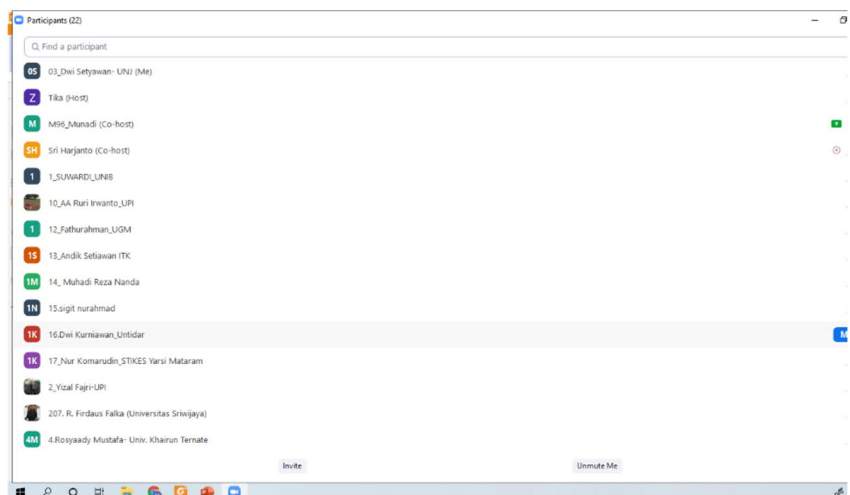 Participants (22)
Find a participant
0S 03_Dwi Setyawan- UNJ (Me)
Z Tika (Host)
M M96_Munadi (Co-host)
SH Sri Harjanto (Co-host)
1 1_SUWARDI_UNIB
10_AA Ruri Irwanto_UPI
1 12_Fathurahman_UGM
1S 13_Andik Setiawan ITK
1M 14_ Muhadi Reza Nanda
1N 15.sigit nurahmad
1K 16.Dwi Kurniawan_Untidar M
1K 17_Nur Komarudin_STIKES Yarsi Mataram
2_Yizal Fajri-UPI
207. R. Firdaus Falka (Universitas Sriwijaya)
4M 4.Rosyaady Mustafa- Univ. Khairun Ternate
Invite Unmute Me